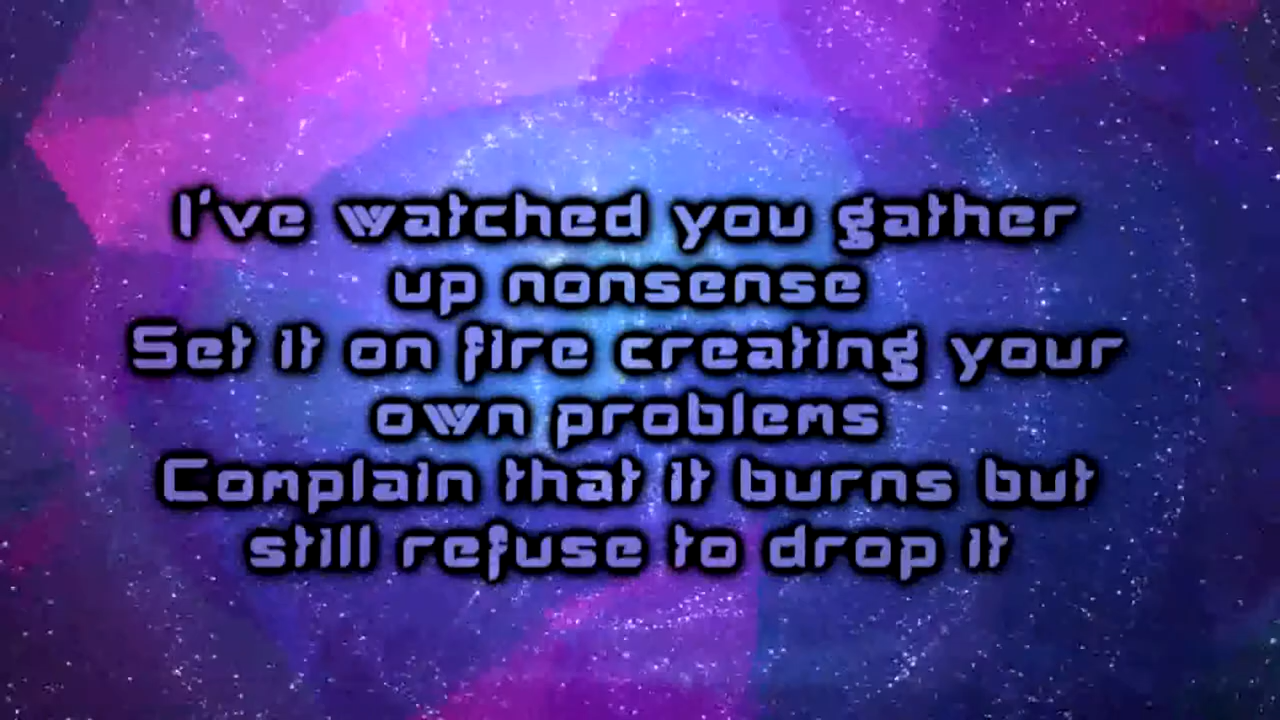 I've watched you gather
up nonsense
Set it on fire creating your
own problems
Complain that it burns but
still refuse to drop it